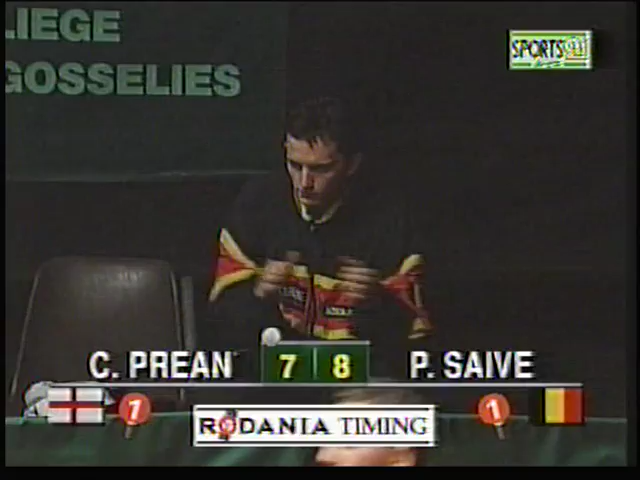 LIEGE
GOSSELIES
SPORTS
C. PREAN 7 8 P. SAIVE
1 1
RODANIA TIMING